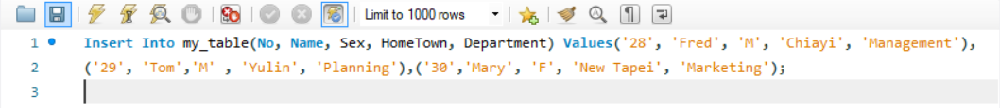 Limit to 1000 rows
1 Insert Into my_table(No, Name, Sex, HomeTown, Department) Values('28', 'Fred', 'M', 'Chiayi', 'Management'),
2 ('29', 'Tom','M' , 'Yulin', 'Planning'),('30','Mary', 'F', 'New Tapei', 'Marketing');
3